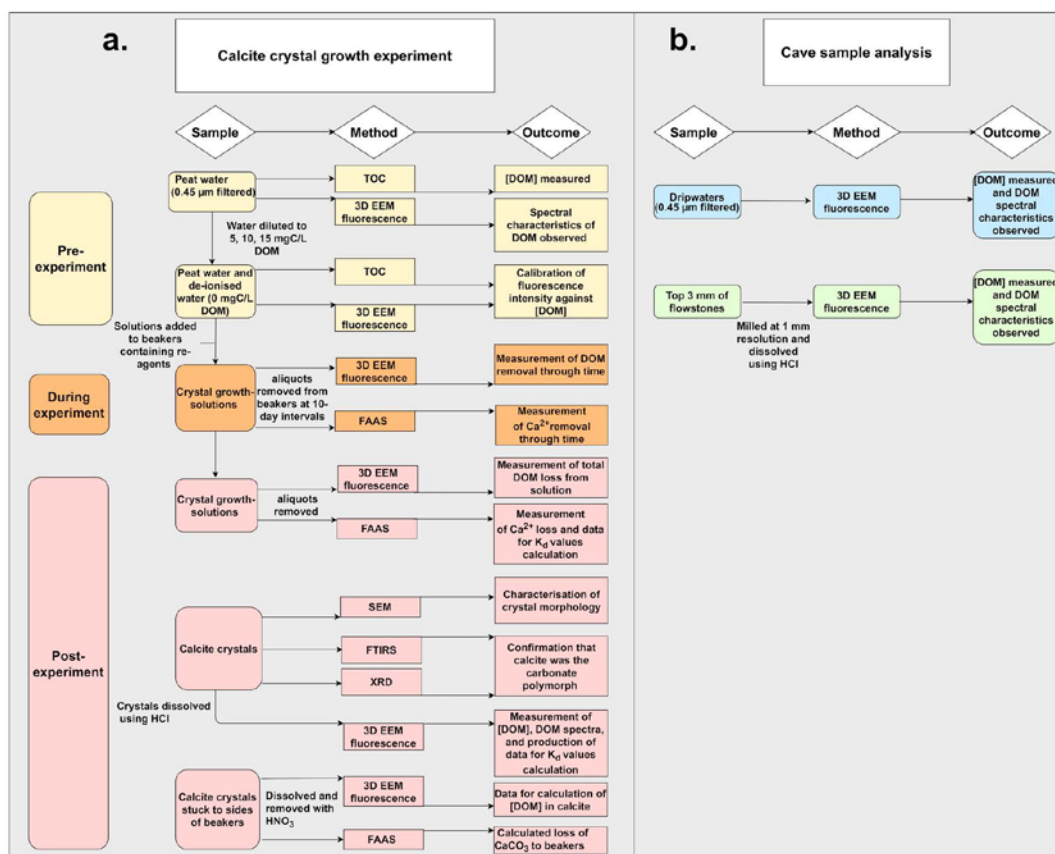 a.
Calcite crystal growth experiment
Sample
Method
Outcome
Pre-
experiment
Peat water
(0.45 µm filtered)
TOC
[DOM] measured
3D EEM
fluorescence
Spectral
characteristics of
DOM observed
Water diluted to
5, 10, 15 mgC/L
DOM
Peat water and
de-ionised
water (0 mgC/L
DOM)
TOC
3D EEM
fluorescence
Calibration of
fluorescence
intensity against
[DOM]
Solutions added
to beakers
containing re-
agents
During
experiment
Crystal growth-
solutions
aliquots
removed from
beakers at 10-
day intervals
3D EEM
fluorescence
Measurement of DOM
removal through time
FAAS
Measurement
of Ca²⁺ removal
through time
Post-
experiment
Crystal growth-
solutions
aliquots
removed
3D EEM
fluorescence
Measurement of total
DOM loss from
solution
FAAS
Measurement
of Ca²⁺ loss and data
for Kd values
calculation
Calcite crystals
SEM
Characterisation of
crystal morphology
FTIRS
XRD
Confirmation that
calcite was the
carbonate
polymorph
Crystals dissolved
using HCl
3D EEM
fluorescence
Measurement of
[DOM], DOM spectra,
and production of
data for Kd values
calculation
Calcite crystals
stuck to sides
of beakers
Dissolved and
removed with
HNO₃
3D EEM
fluorescence
Data for calculation of
[DOM] in calcite
FAAS
Calculated loss of
CaCO₃ to beakers
b.
Cave sample analysis
Sample
Method
Outcome
Dripwaters
(0.45 µm filtered)
3D EEM
fluorescence
[DOM] measured
and DOM
spectral
characteristics
observed
Top 3 mm of
flowstones
Milled at 1 mm
resolution and
dissolved
using HCl
3D EEM
fluorescence
[DOM] measured
and DOM
spectral
characteristics
observed